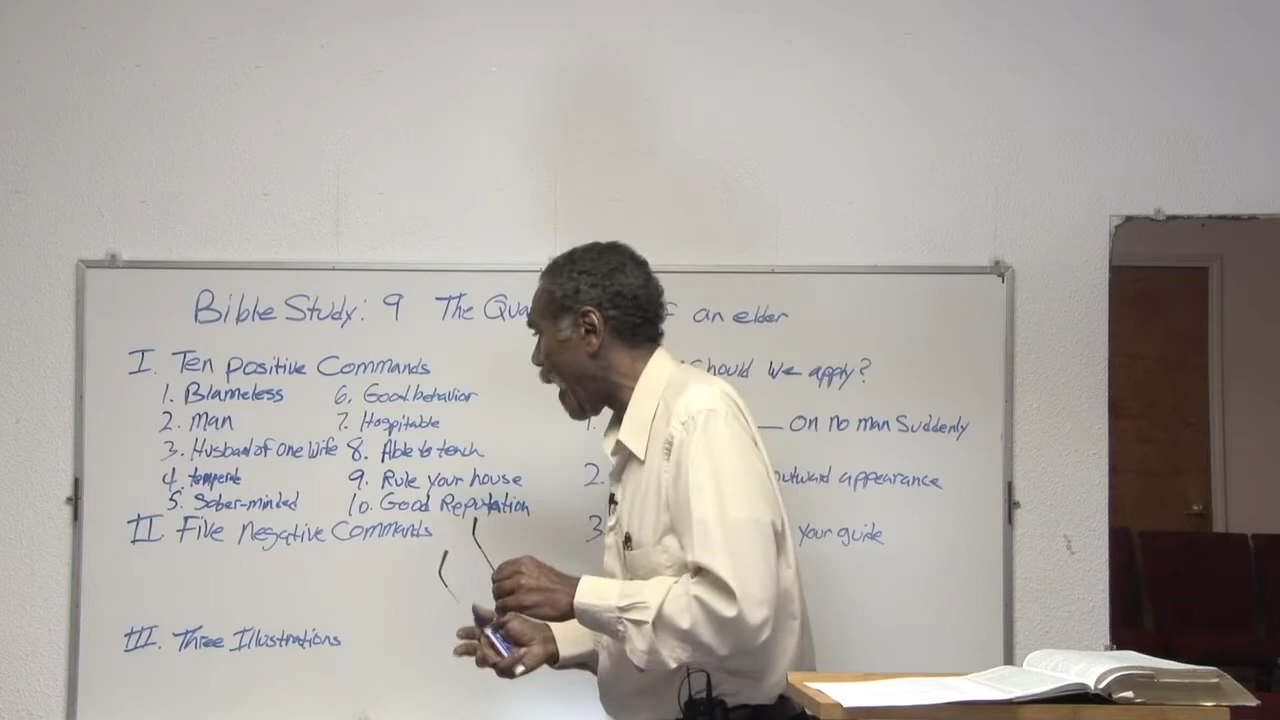 Bible Study: 9 The Qua f an elder
I. Ten positive Commands
1. Blameless
2. Man
3. Husband of One Wife
4. temperate
5. Sober-minded
6. Good behavior
7. Hospitable
8. Able to teach
9. Rule your house
10. Good Reputation
II. Five Negative Commands
III. Three Illustrations
Should we apply?
1. __ On no man Suddenly
2. outward appearance
3. your guide